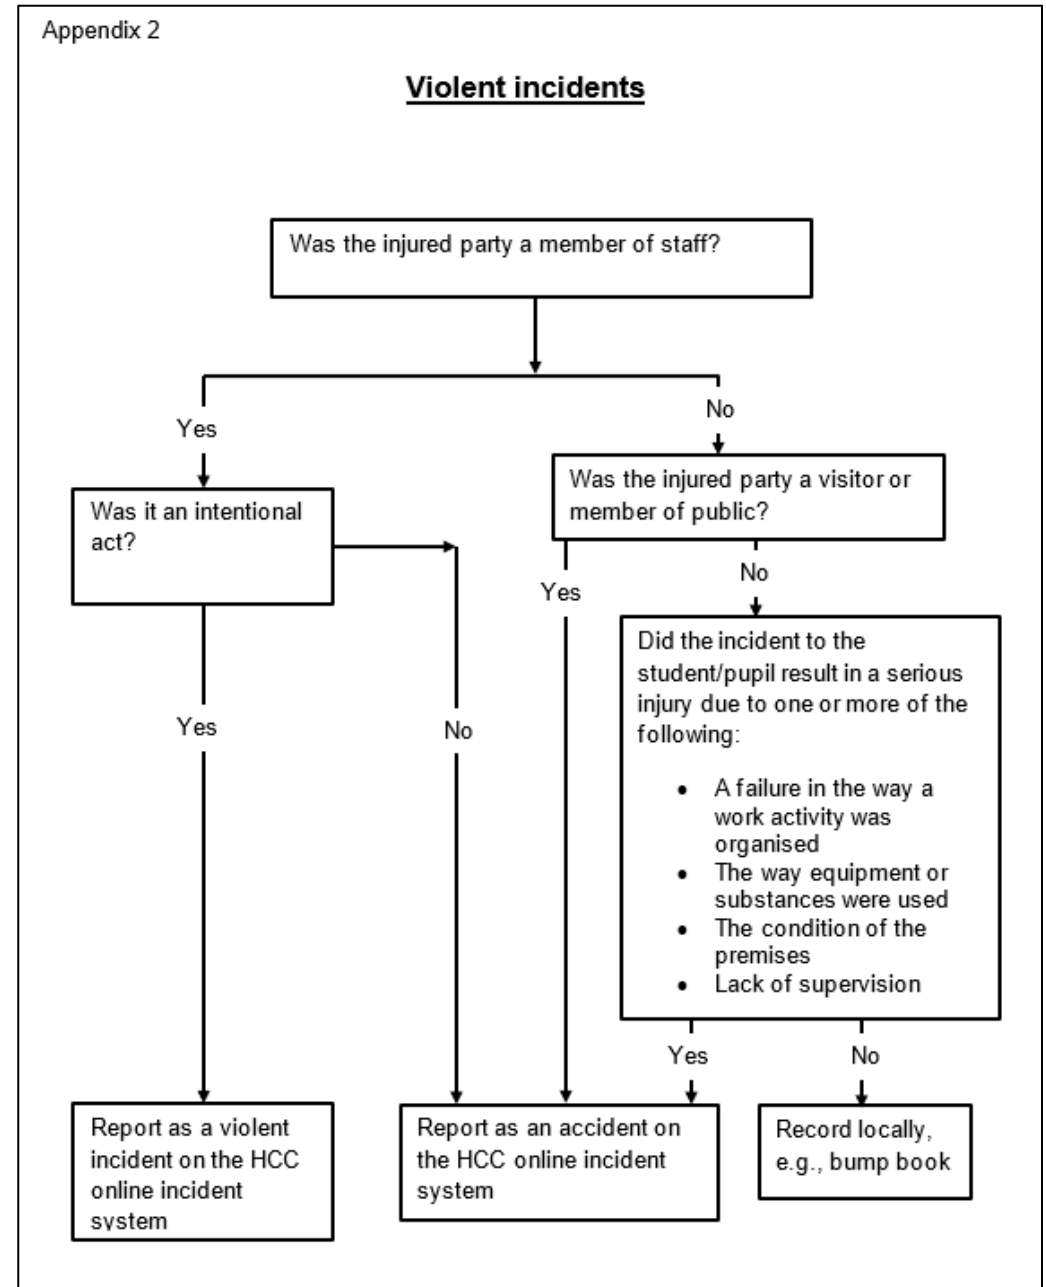 Appendix 2
Violent incidents
Was the injured party a member of staff?
Yes
No
Was it an intentional
act?
Was the injured party a visitor or
member of public?
Yes
No
Did the incident to the
student/pupil result in a serious
injury due to one or more of the
following:
• A failure in the way a
work activity was
organised
• The way equipment or
substances were used
• The condition of the
premises
• Lack of supervision
Yes
No
Yes
No
Report as a violent
incident on the HCC
online incident
system
Report as an accident on
the HCC online incident
system
Record locally,
e.g., bump book